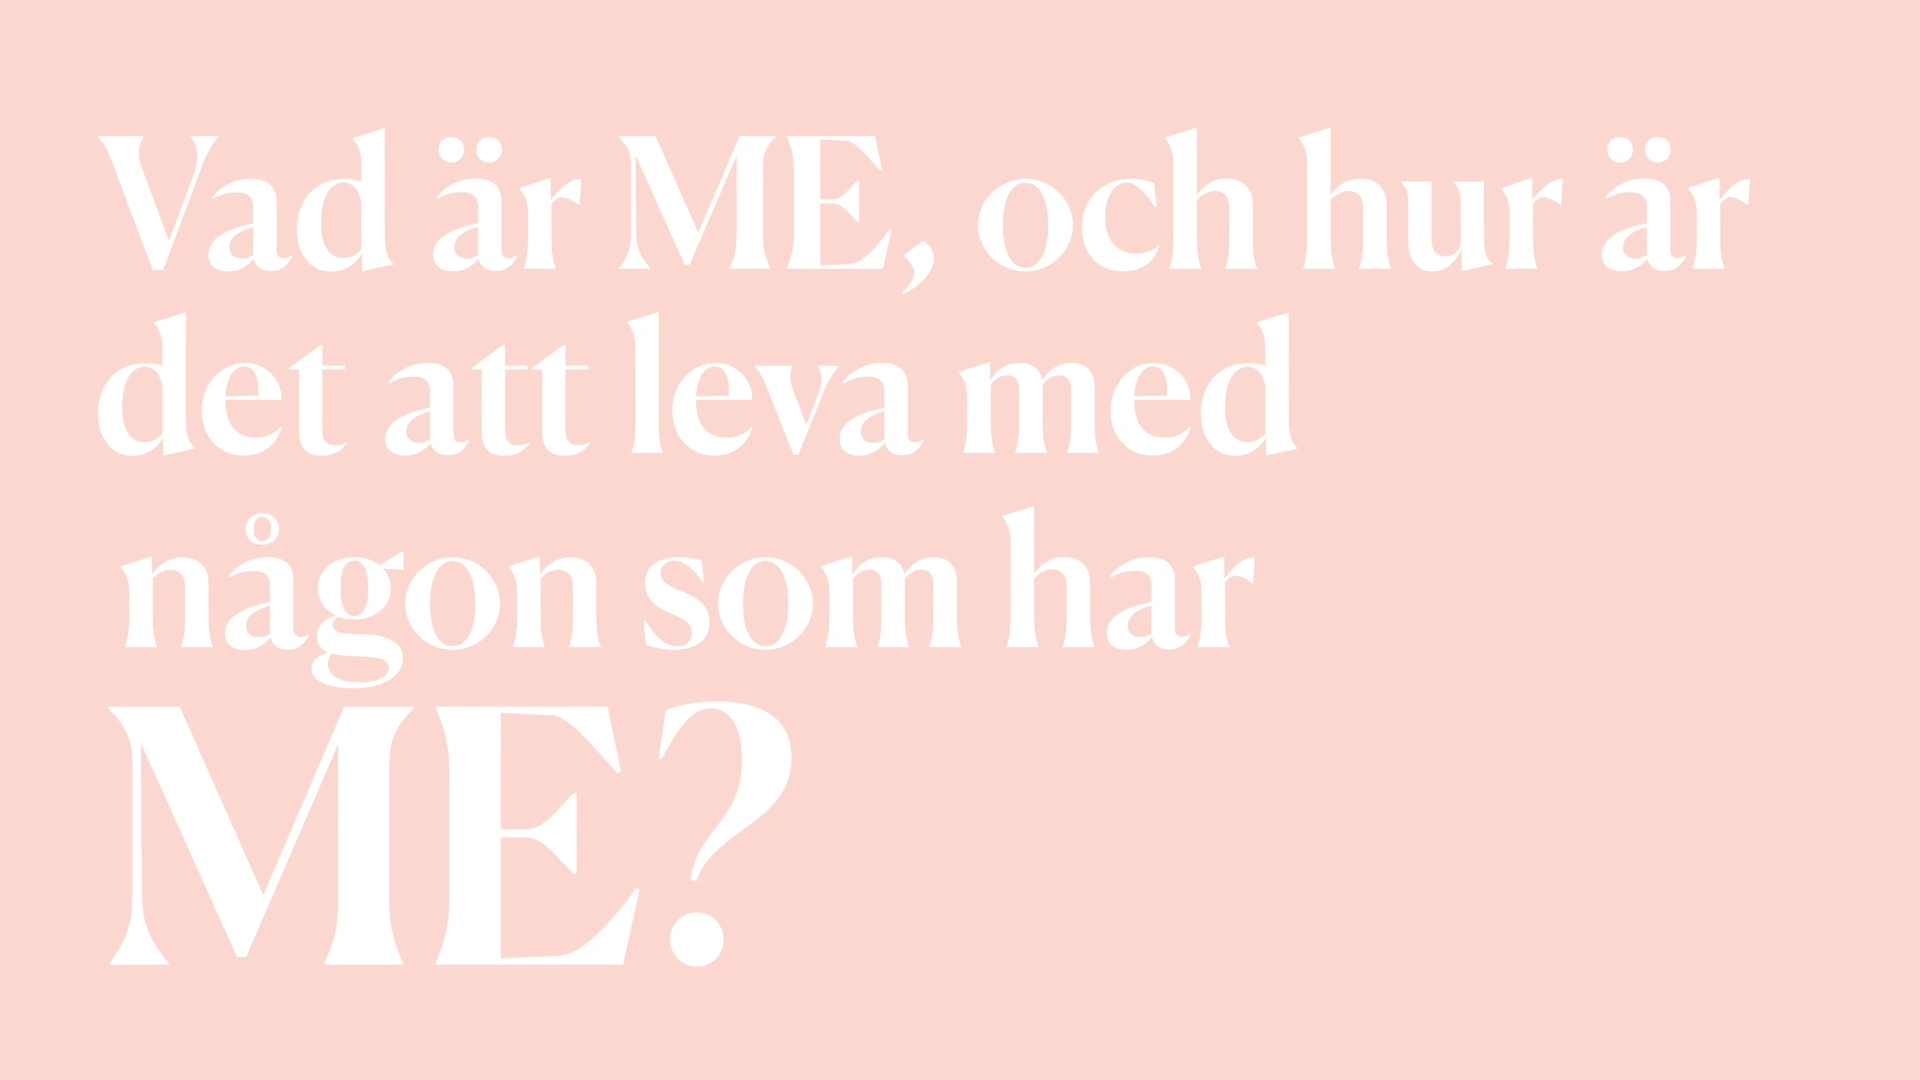 Vad är ME, och hur är
det att leva med
någon som har
ME?